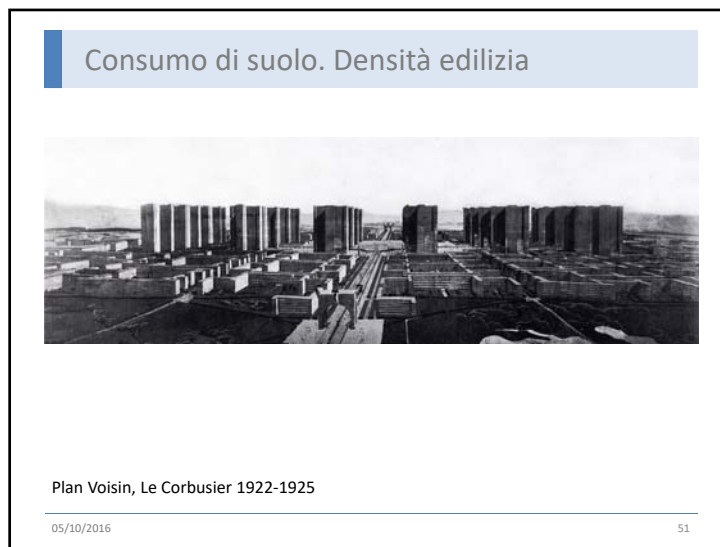 Consumo di suolo. Densità edilizia
Plan Voisin, Le Corbusier 1922-1925
05/10/2016
51